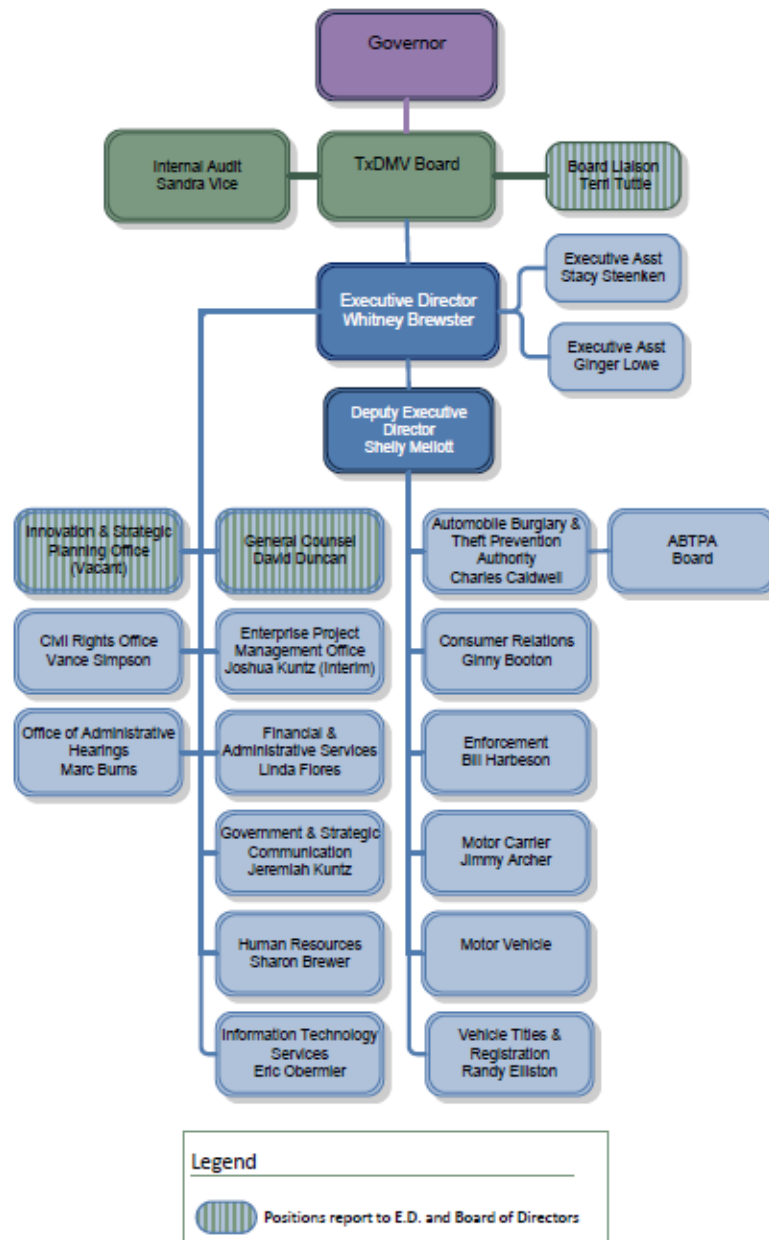 Governor
Internal Audit
Sandra Vice
TxDMV Board
Board Liaison
Terri Tuttle
Executive Director
Whitney Brewster
Executive Asst
Stacy Steenken
Executive Asst
Ginger Lowe
Deputy Executive
Director
Shelly Mellott
Innovation & Strategic
Planning Office
(Vacant)
General Counsel
David Duncan
Automobile Burglary &
Theft Prevention
Authority
Charles Caldwell
ABTPA
Board
Civil Rights Office
Vance Simpson
Enterprise Project
Management Office
Joshua Kuntz (Interim)
Consumer Relations
Ginny Booton
Office of Administrative
Hearings
Marc Burns
Financial &
Administrative Services
Linda Flores
Enforcement
Bill Harbeson
Government & Strategic
Communication
Jeremiah Kuntz
Motor Carrier
Jimmy Archer
Human Resources
Sharon Brewer
Motor Vehicle
Information Technology
Services
Eric Obermier
Vehicle Titles &
Registration
Randy Elliston
Legend
Positions report to E.D. and Board of Directors